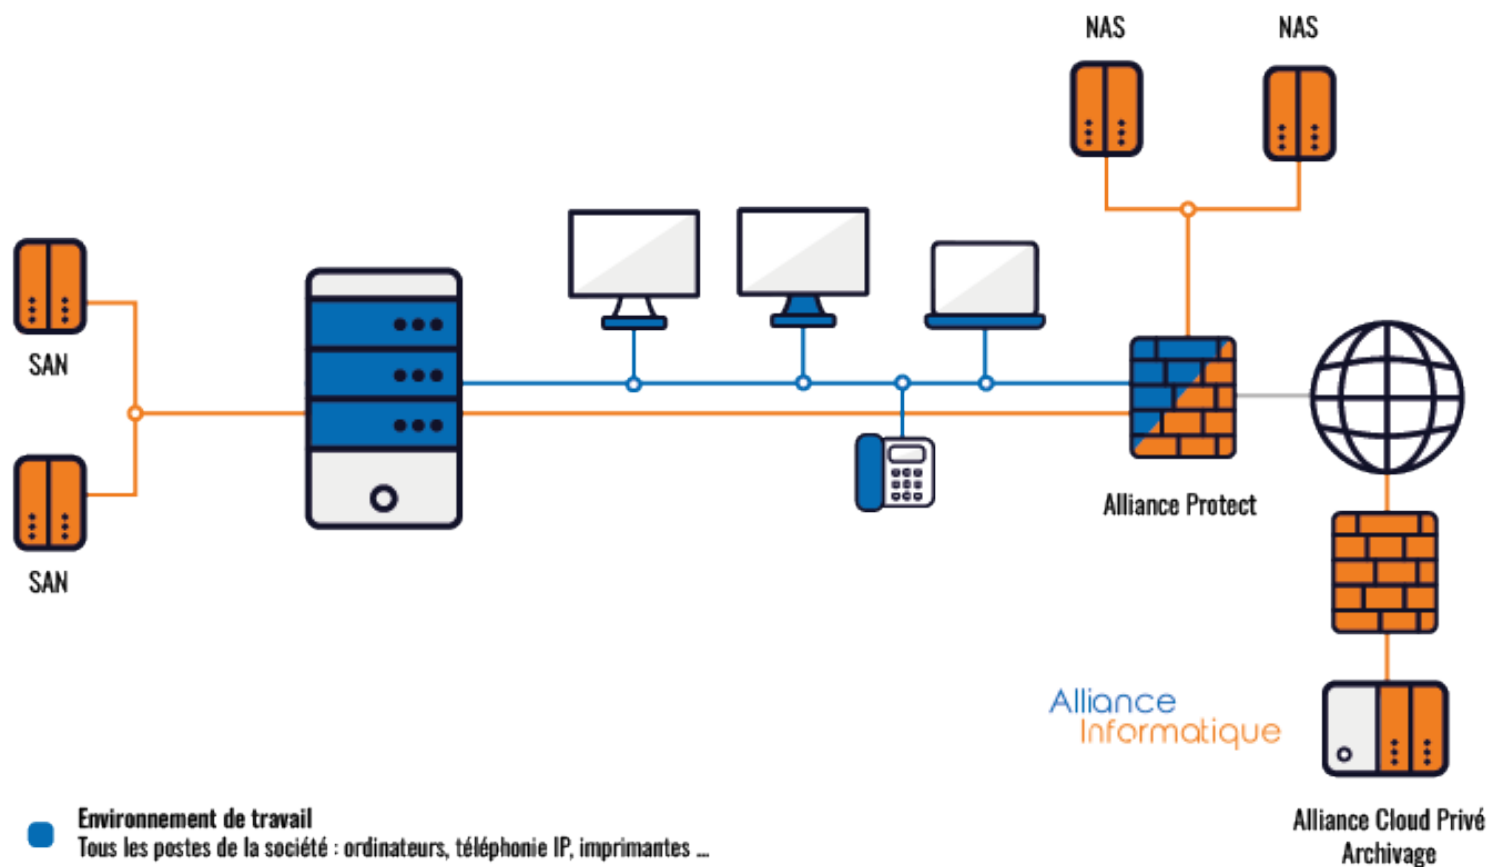 NAS
NAS
SAN
SAN
Alliance Protect
Alliance
Informatique
Alliance Cloud Privé
Archivage
Environnement de travail
Tous les postes de la société : ordinateurs, téléphonie IP, imprimantes ...